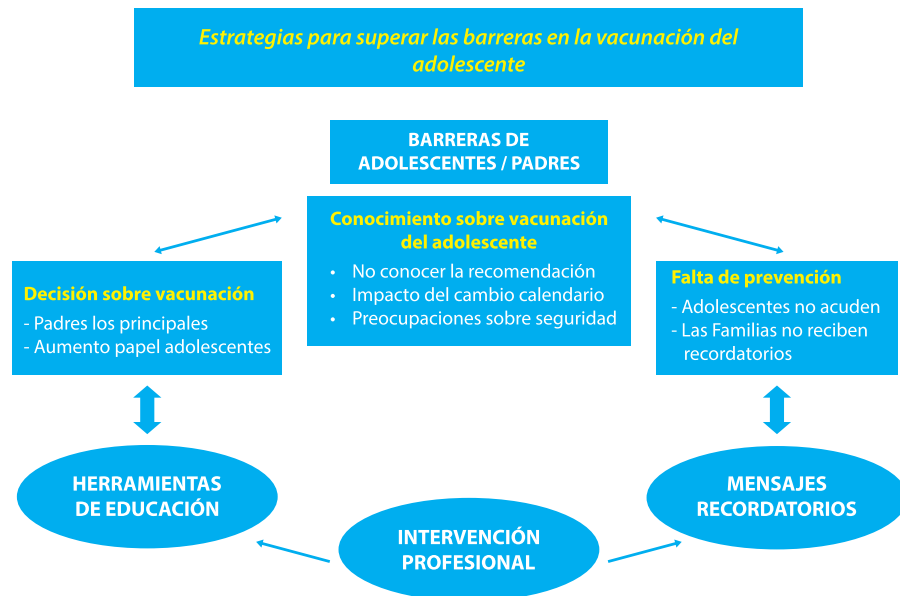 Estrategias para superar las barreras en la vacunación del
adolescente
BARRERAS DE
ADOLESCENTES / PADRES
Conocimiento sobre vacunación
del adolescente
• No conocer la recomendación
• Impacto del cambio calendario
• Preocupaciones sobre seguridad
Decisión sobre vacunación
- Padres los principales
- Aumento papel adolescentes
Falta de prevención
- Adolescentes no acuden
- Las Familias no reciben
recordatorios
HERRAMIENTAS
DE EDUCACIÓN
MENSAJES
RECORDATORIOS
INTERVENCIÓN
PROFESIONAL